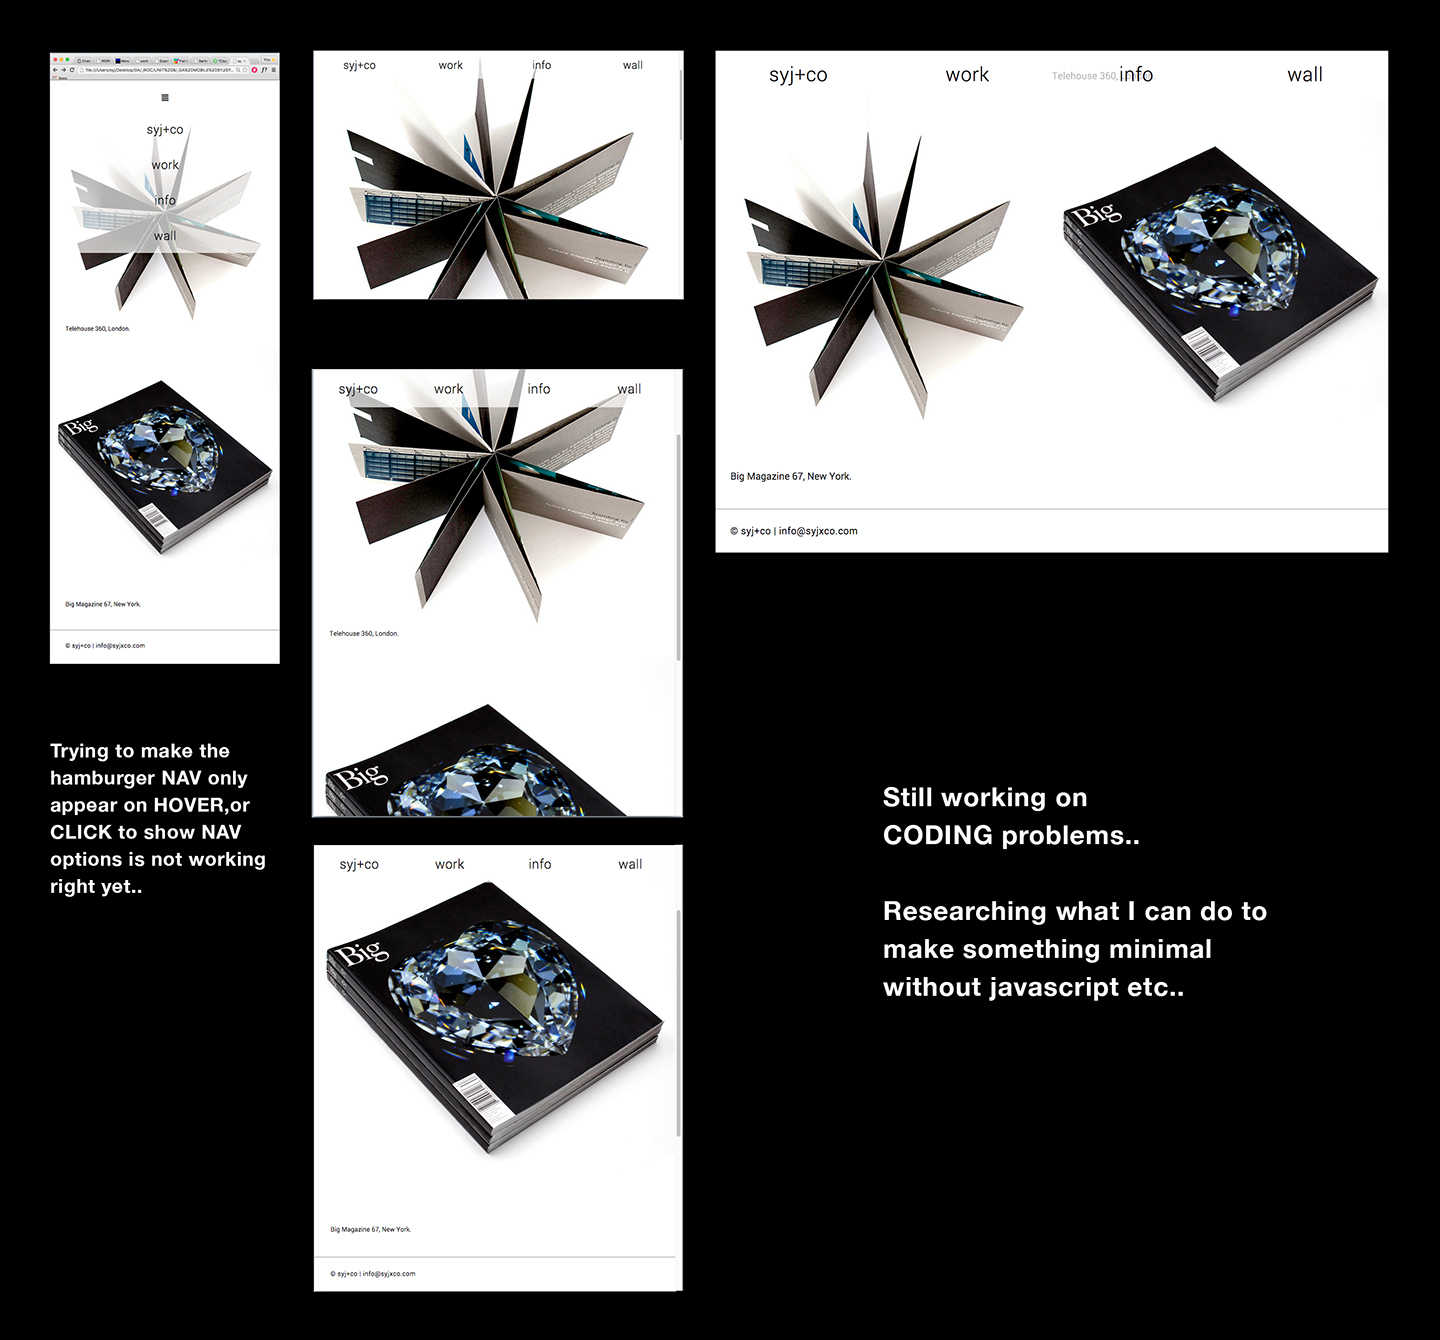 syj+co
work
info
wall
Telehouse 360, London.
Big
Big Magazine 67, New York.
© syj+co | info@syjxco.com
Trying to make the
hamburger NAV only
appear on HOVER,or
CLICK to show NAV
options is not working
right yet..
syj+co work info wall
syj+co work info wall
Telehouse 360, London.
Big
syj+co work info wall
Big
Big Magazine 67, New York.
© syj+co | info@syjxco.com
syj+co work Telehouse 360, info wall
Big
Big Magazine 67, New York.
© syj+co | info@syjxco.com
Still working on
CODING problems..
Researching what I can do to
make something minimal
without javascript etc..